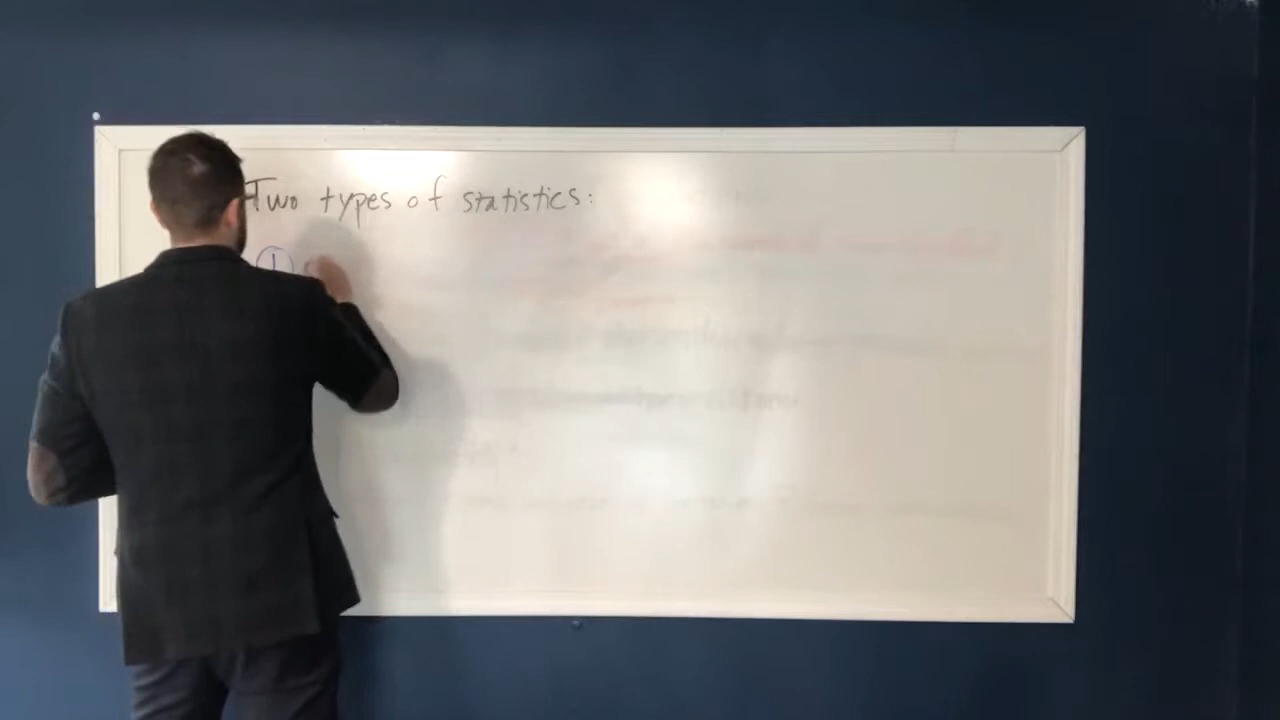 Two types of statistics:
①